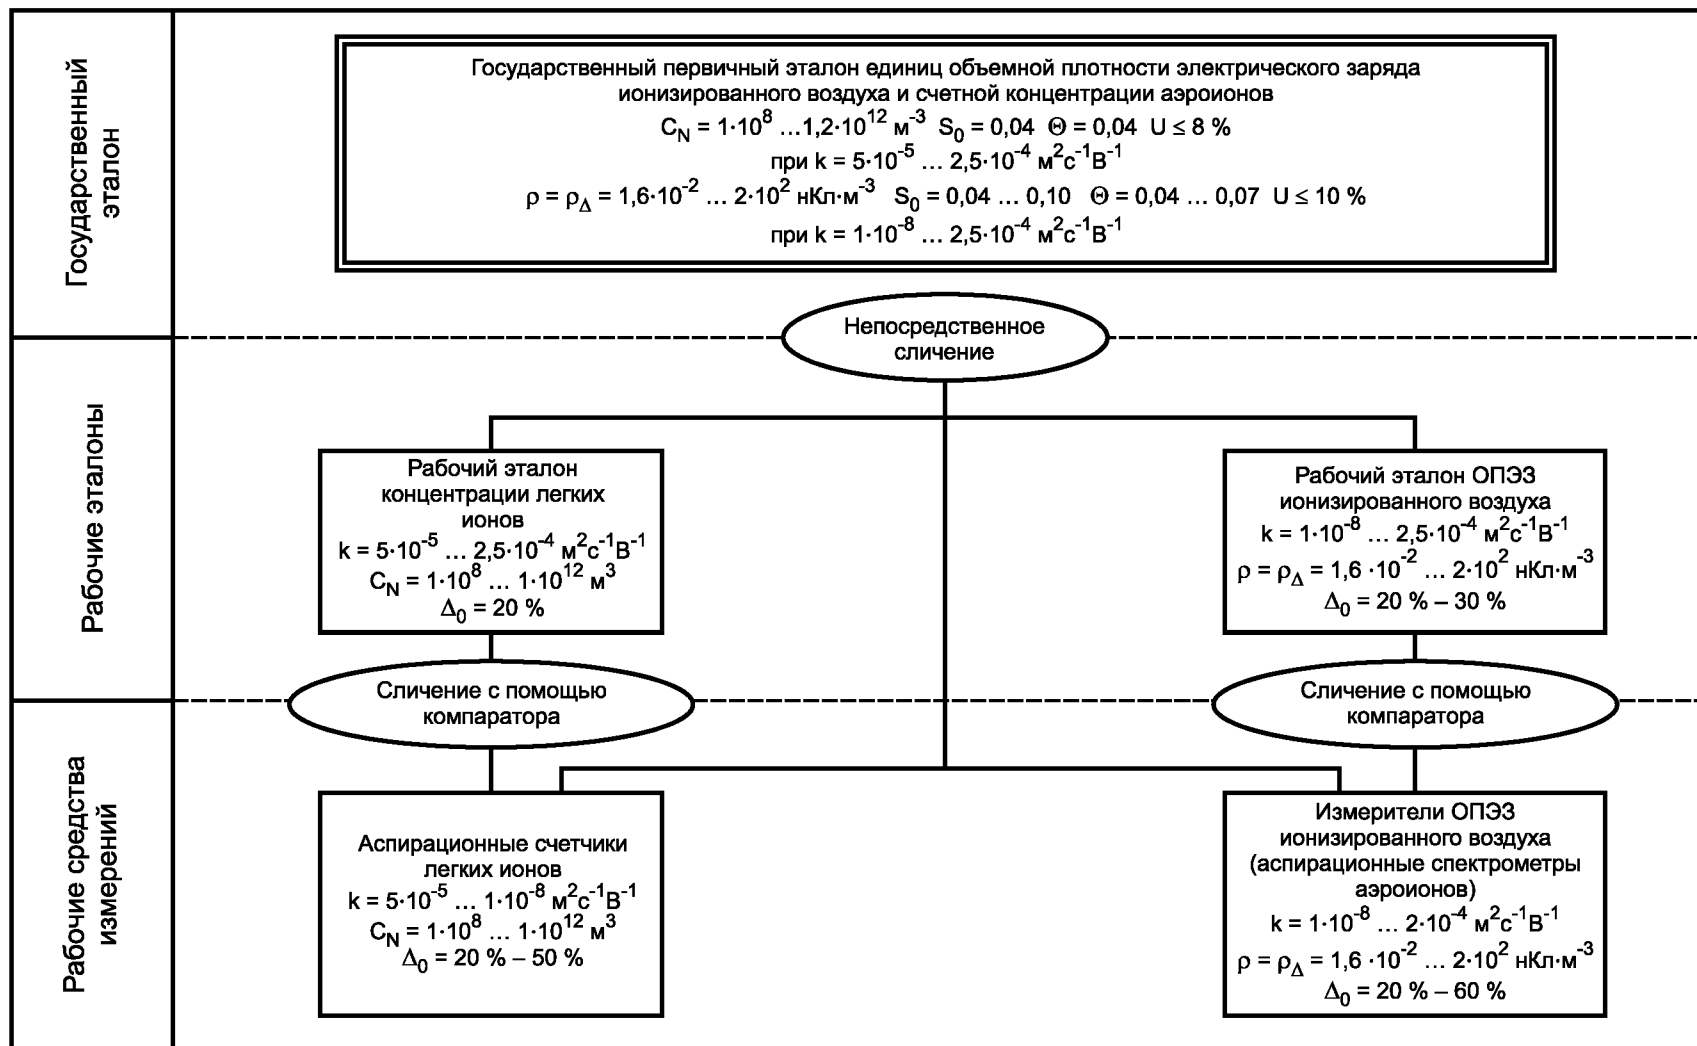 Государственный эталон
Государственный первичный эталон единиц объемной плотности электрического заряда
ионизированного воздуха и счетной концентрации аэроионов
C_N = 1·10^8 …1,2·10^12 м^-3 S_0 = 0,04 Θ = 0,04 U ≤ 8 %
при k = 5·10^-5 … 2,5·10^-4 м^2с^-1В^-1
ρ = ρ_Δ = 1,6·10^-2 … 2·10^2 нКл·м^-3 S_0 = 0,04 … 0,10 Θ = 0,04 … 0,07 U ≤ 10 %
при k = 1·10^-8 … 2,5·10^-4 м^2с^-1В^-1
Непосредственное
сличение
Рабочие эталоны
Рабочий эталон
концентрации легких
ионов
k = 5·10^-5 … 2,5·10^-4 м^2с^-1В^-1
C_N = 1·10^8 … 1·10^12 м^3
Δ_0 = 20 %
Рабочий эталон ОПЭЗ
ионизированного воздуха
k = 1·10^-8 … 2,5·10^-4 м^2с^-1В^-1
ρ = ρ_Δ = 1,6 ·10^-2 … 2·10^2 нКл·м^-3
Δ_0 = 20 % – 30 %
Сличение с помощью
компаратора
Сличение с помощью
компаратора
Рабочие средства
измерений
Аспирационные счетчики
легких ионов
k = 5·10^-5 … 1·10^-8 м^2с^-1В^-1
C_N = 1·10^8 … 1·10^12 м^3
Δ_0 = 20 % – 50 %
Измерители ОПЭЗ
ионизированного воздуха
(аспирационные спектрометры
аэроионов)
k = 1·10^-8 … 2·10^-4 м^2с^-1В^-1
ρ = ρ_Δ = 1,6 ·10^-2 … 2·10^2 нКл·м^-3
Δ_0 = 20 % – 60 %